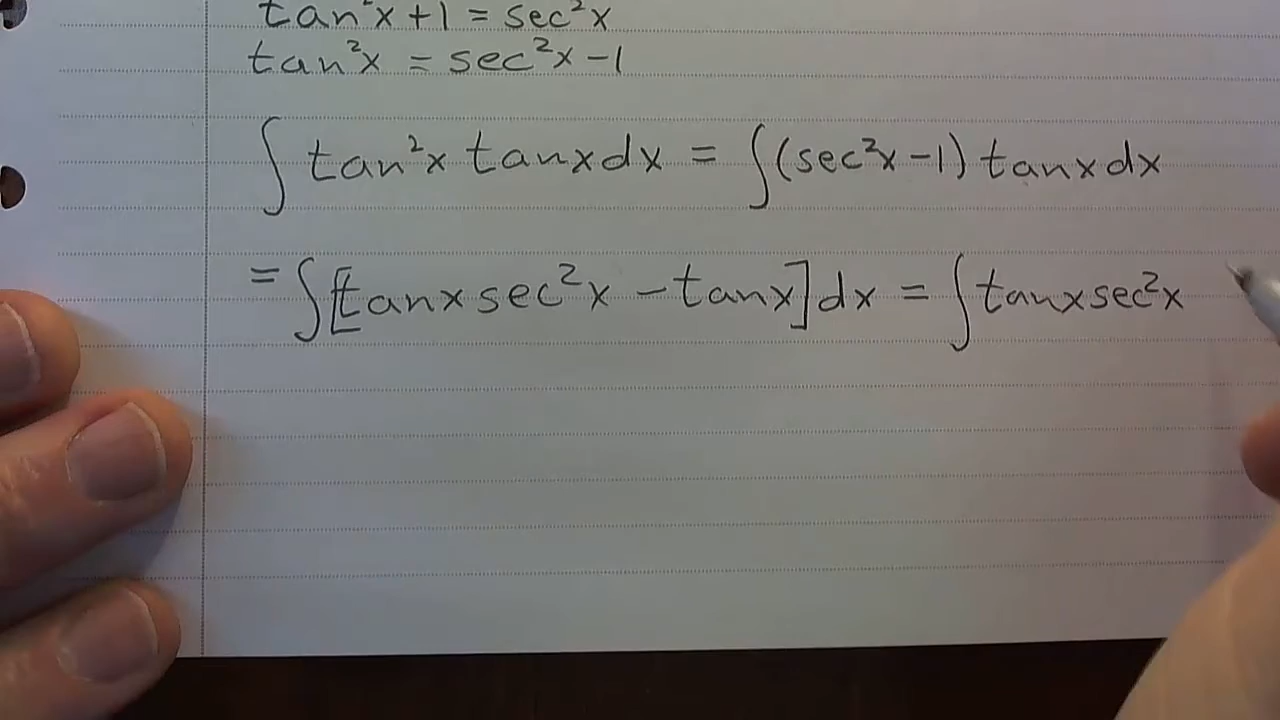 tan²x + 1 = sec²x
tan²x = sec²x - 1
∫ tan²x tanx dx = ∫(sec²x - 1) tanx dx
= ∫[tanx sec²x - tanx] dx = ∫tanx sec²x